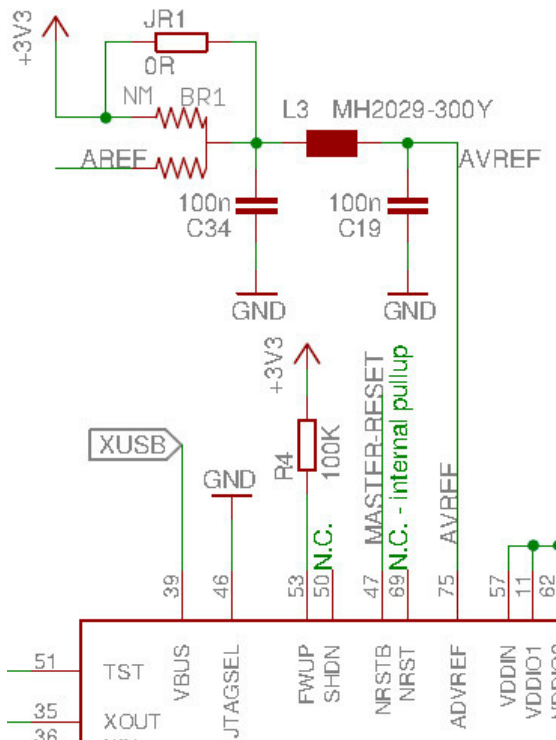 +3V3
JR1
0R
NM
BR1
AREF
L3
MH2029-300Y
AVREF
100n
C34
100n
C19
GND
GND
+3V3
R4
100K
XUSB
GND
N.C.
MASTER-RESET
N.C. - internal pullup
AVREF
39
46
53
50
47
69
75
57
11
62
51
TST
VBUS
JTAGSEL
FWUP
SHDN
NRSTB
NRST
ADVREF
VDDIN
VDDIO1
35
XOUT
36